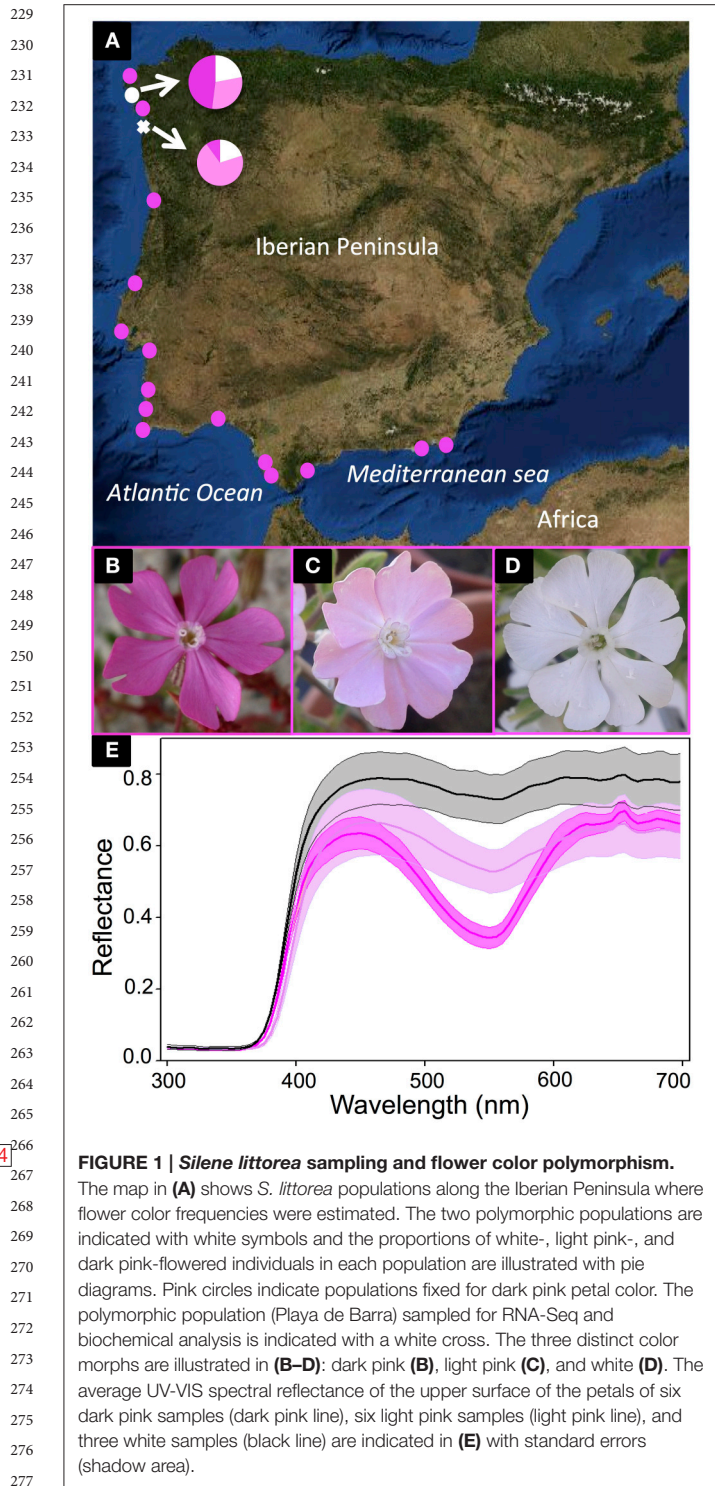 229
230
231
232
233
234
235
236
237
238
239
240
241
242
243
244
245
246
247
248
249
250
251
252
253
254
255
256
257
258
259
260
261
262
263
264
265
266
267
268
269
270
271
272
273
274
275
276
277
4
A
Iberian Peninsula
Mediterranean sea
Atlantic Ocean
Africa
B
C
D
E
0.8
0.6
0.4
0.2
0.0
Reflectance
300 400 500 600 700
Wavelength (nm)
FIGURE 1 | Silene littorea sampling and flower color polymorphism.
The map in (A) shows S. littorea populations along the Iberian Peninsula where
flower color frequencies were estimated. The two polymorphic populations are
indicated with white symbols and the proportions of white-, light pink-, and
dark pink-flowered individuals in each population are illustrated with pie
diagrams. Pink circles indicate populations fixed for dark pink petal color. The
polymorphic population (Playa de Barra) sampled for RNA-Seq and
biochemical analysis is indicated with a white cross. The three distinct color
morphs are illustrated in (B–D): dark pink (B), light pink (C), and white (D). The
average UV-VIS spectral reflectance of the upper surface of the petals of six
dark pink samples (dark pink line), six light pink samples (light pink line), and
three white samples (black line) are indicated in (E) with standard errors
(shadow area).